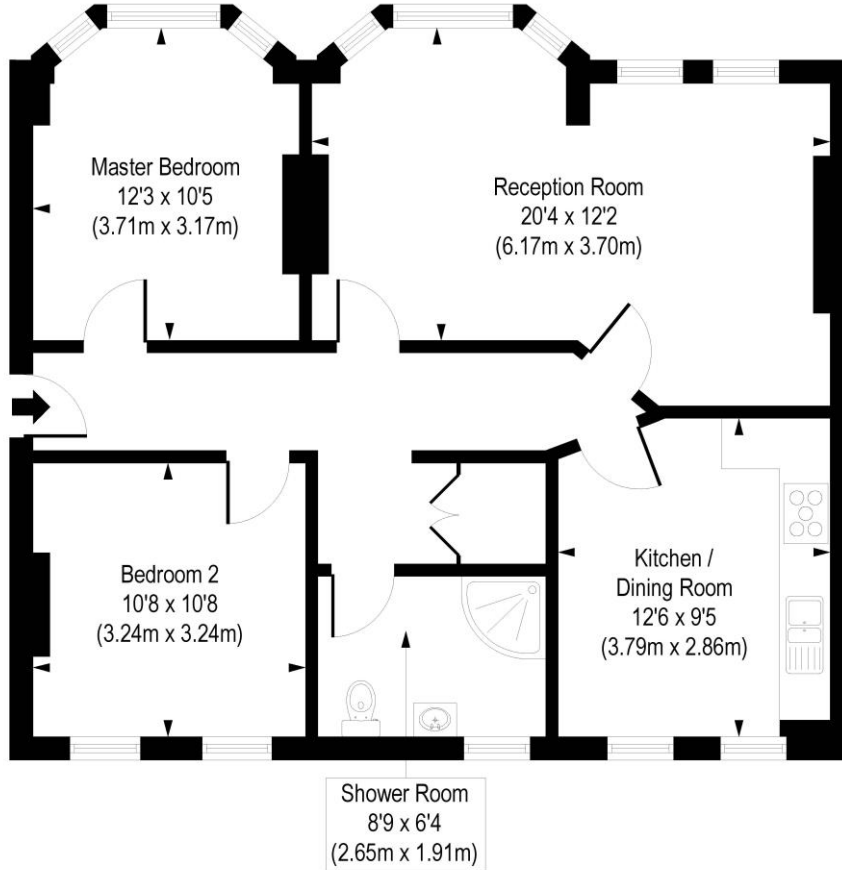 Master Bedroom
12'3 x 10'5
(3.71m x 3.17m)
Reception Room
20'4 x 12'2
(6.17m x 3.70m)
Bedroom 2
10'8 x 10'8
(3.24m x 3.24m)
Kitchen /
Dining Room
12'6 x 9'5
(3.79m x 2.86m)
Shower Room
8'9 x 6'4
(2.65m x 1.91m)